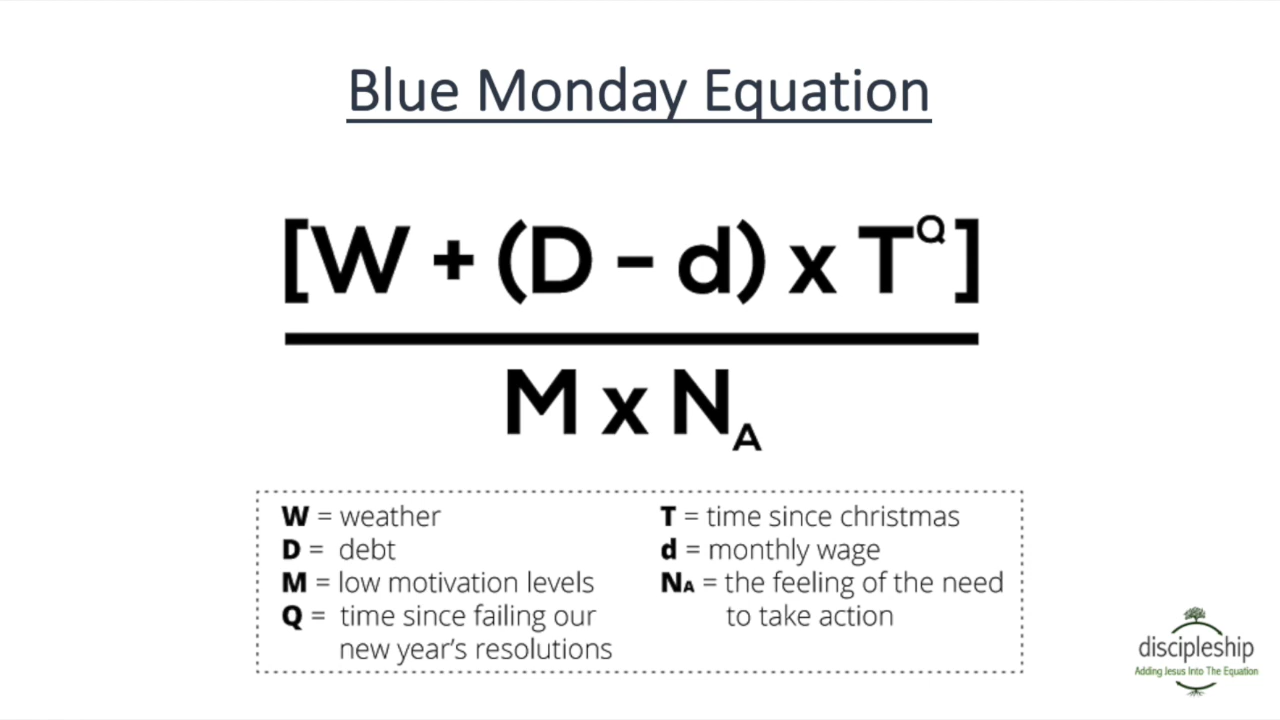 Blue Monday Equation
[W + (D – d) x T^Q]
M x N_A
W = weather
D = debt
M = low motivation levels
Q = time since failing our
new year's resolutions
T = time since christmas
d = monthly wage
NA = the feeling of the need
to take action
discipleship
Adding Jesus Into The Equation